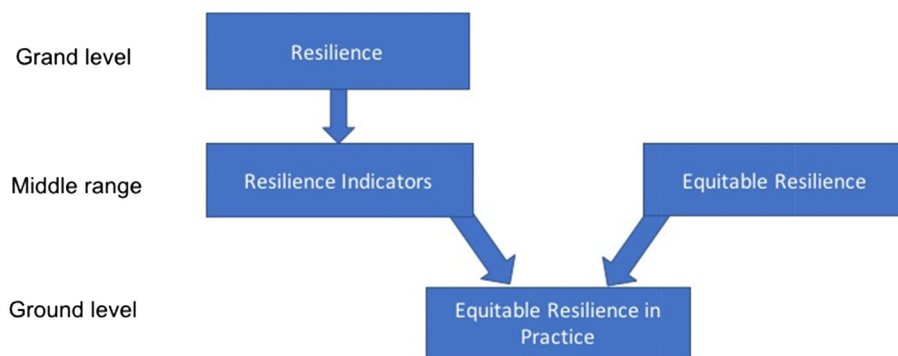 Grand level
Resilience
Middle range
Resilience Indicators
Equitable Resilience
Ground level
Equitable Resilience in
Practice